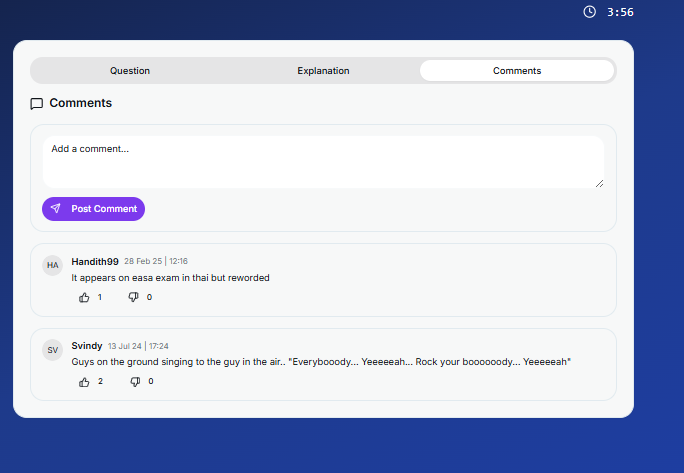 3:56
Question
Explanation
Comments
Comments
Add a comment...
Post Comment
HA
Handith99 28 Feb 25 | 12:16
It appears on easa exam in thai but reworded
1 0
SV
Svindy 13 Jul 24 | 17:24
Guys on the ground singing to the guy in the air.. "Everybooody... Yeeeeeah... Rock your boooooody... Yeeeeeah"
2 0